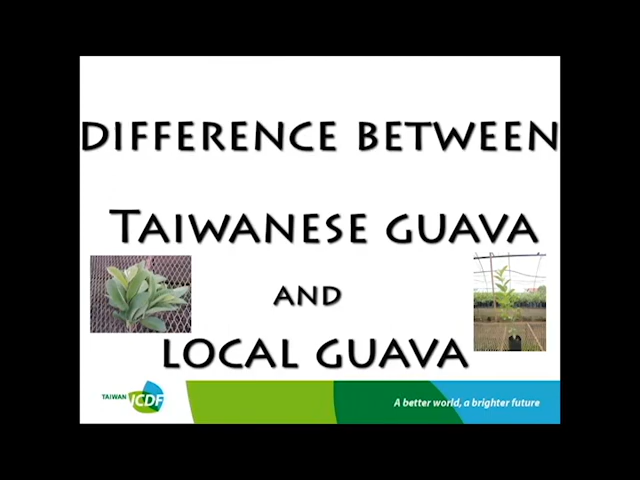 DIFFERENCE BETWEEN
TAIWANESE GUAVA
AND
LOCAL GUAVA
TAIWAN ICDF
A better world, a brighter future